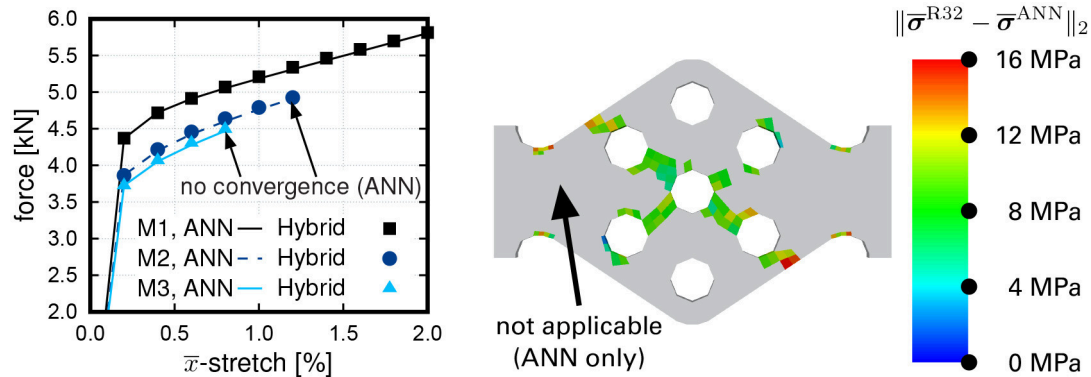 6.0
5.5
5.0
4.5
4.0
3.5
3.0
2.5
2.0
force [kN]
no convergence (ANN)
M1, ANN Hybrid
M2, ANN Hybrid
M3, ANN Hybrid
0.0 0.5 1.0 1.5 2.0
x̅-stretch [%]
not applicable
(ANN only)
‖σ̅^R32 − σ̅^ANN‖₂
16 MPa
12 MPa
8 MPa
4 MPa
0 MPa